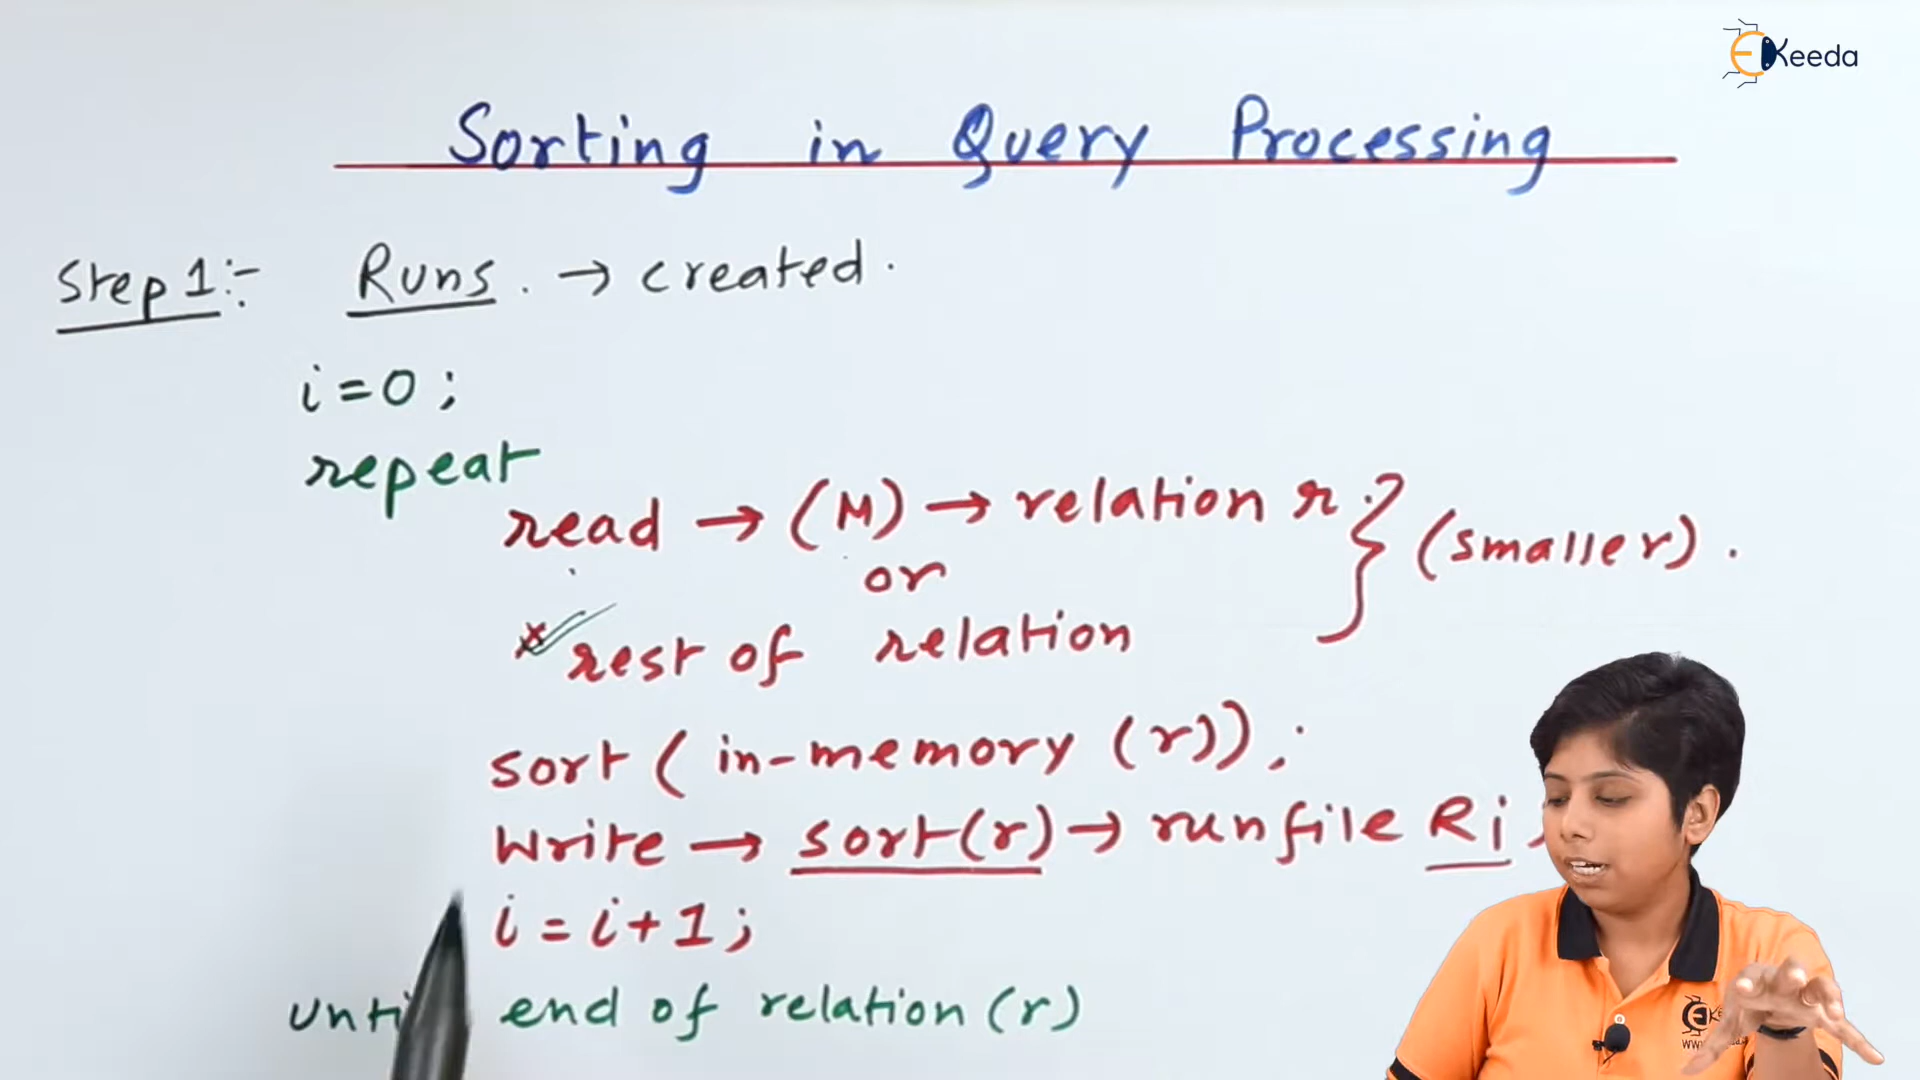 EKeeda
Sorting in Query Processing
Step 1:- Runs. → created.
i=0;
repeat
read → (M) → relation r.
or
(smaller).
* rest of relation
sort ( in-memory (r));
Write → sort(r) → runfile Ri
i = i+1;
end of relation (r)